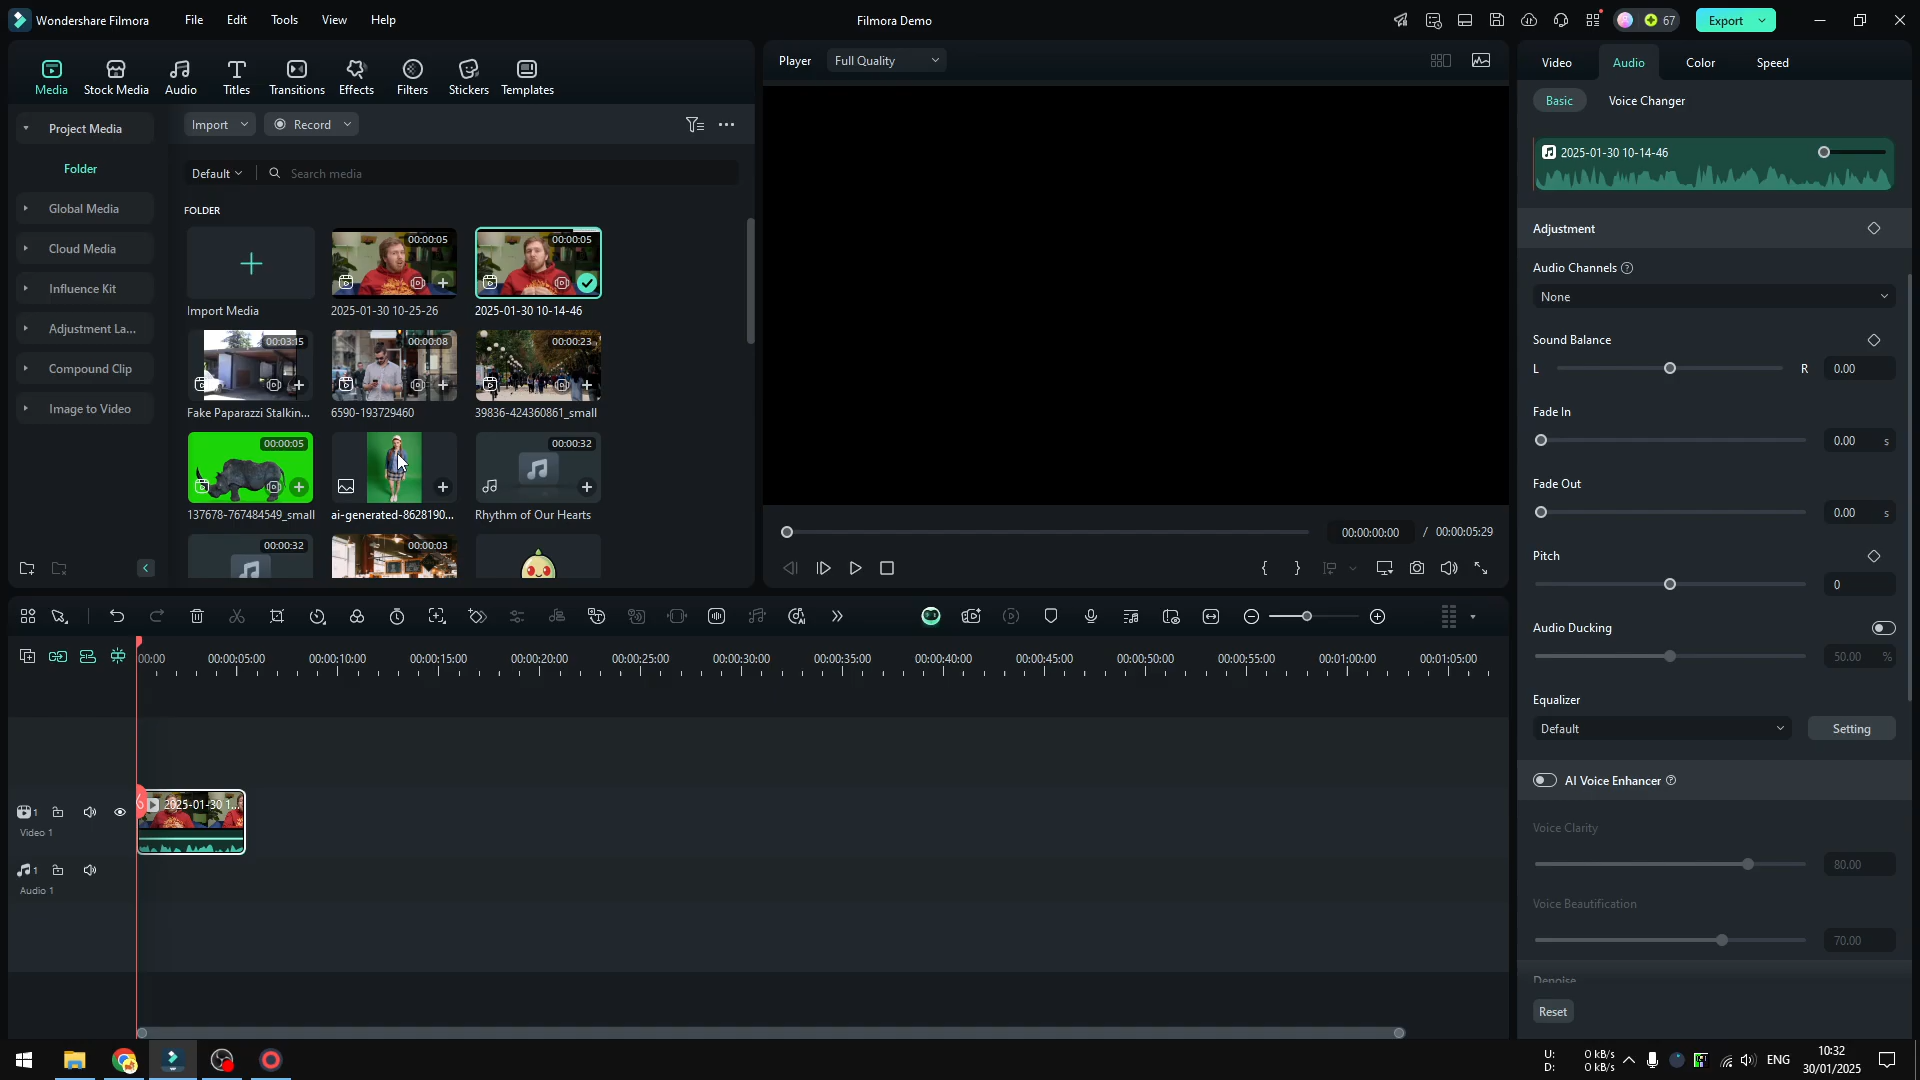 Wondershare Filmora
File Edit Tools View Help
Filmora Demo
67
Export
Media Stock Media Audio Titles Transitions Effects Filters Stickers Templates
Player Full Quality
Video Audio Color Speed
Basic Voice Changer
Project Media
Folder
Global Media
Cloud Media
Influence Kit
Adjustment La...
Compound Clip
Image to Video
Import Record
Default Search media
FOLDER
Import Media
00:00:05
2025-01-30 10-25-26
00:00:05
2025-01-30 10-14-46
00:03:15
Fake Paparazzi Stalkin...
00:00:08
6590-193729460
00:00:23
39836-424360861_small
00:00:05
137678-767484549_small
ai-generated-8628190...
00:00:32
Rhythm of Our Hearts
00:00:32
00:00:03
00:00:00:00 / 00:00:05:29
2025-01-30 10-14-46
Adjustment
Audio Channels
None
Sound Balance
L R 0.00
Fade In
0.00 s
Fade Out
0.00 s
Pitch
0
Audio Ducking
50.00 %
Equalizer
Default Setting
AI Voice Enhancer
Voice Clarity
80.00
Voice Beautification
70.00
Denoise
Reset
00:00 00:00:05:00 00:00:10:00 00:00:15:00 00:00:20:00 00:00:25:00 00:00:30:00 00:00:35:00 00:00:40:00 00:00:45:00 00:00:50:00 00:00:55:00 00:01:00:00 00:01:05:00
2025-01-30 1...
1
Video 1
1
Audio 1
U: 0 kB/s
D: 0 kB/s
ENG
10:32
30/01/2025